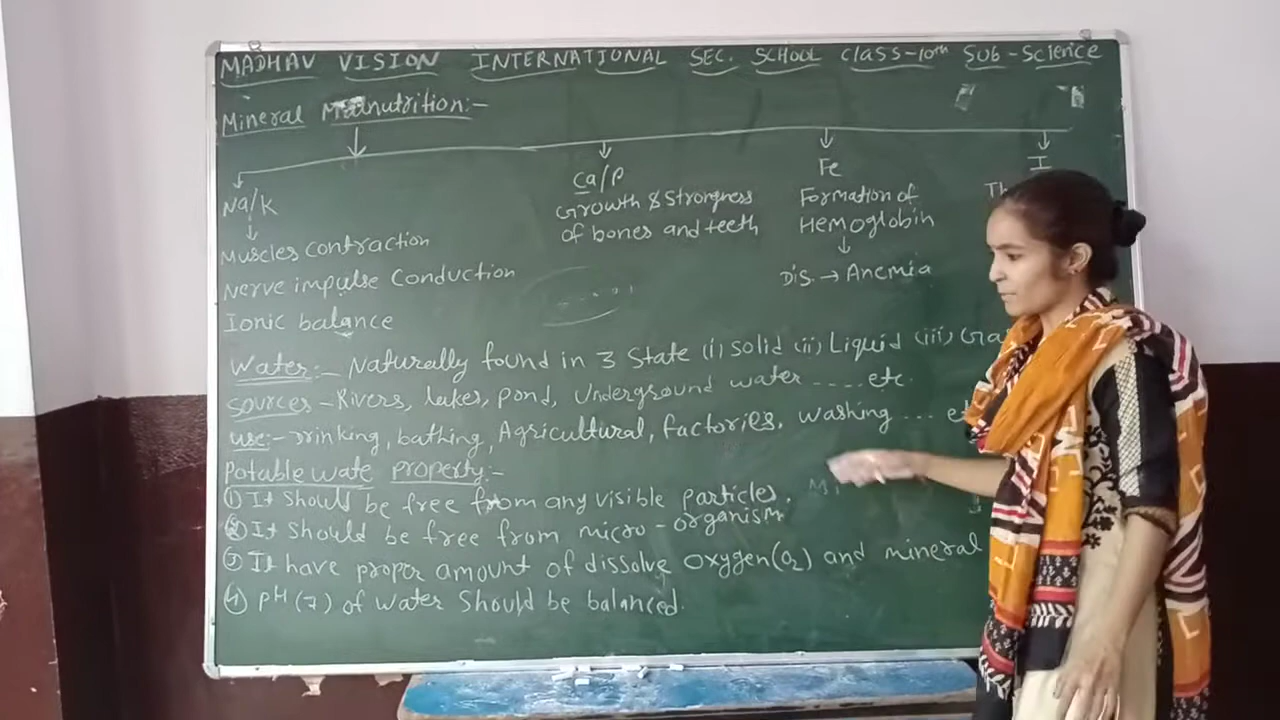 MADHAV VISION INTERNATIONAL SEC. SCHOOL Class-10th Sub-Science
Mineral Malnutrition:-
Na/K
Ca/P
Fe
I
Muscles contraction
Nerve impulse Conduction
Ionic balance
Growth & Strongness
of bones and teeth
Formation of
Hemoglobin
Dis. → Anemia
Th
Water:- Naturally found in 3 State (i) Solid (ii) Liquid (iii) Ga
Sources - Rivers, lakes, pond, Underground water ..... etc.
use:- Drinking, bathing, Agricultural, factories, washing .... et
Potable wate property:-
(1) It should be free from any visible particles.
(2) It should be free from micro-organism
(3) It have proper amount of dissolve oxygen(O2) and mineral
(4) PH(7) of water should be balanced.